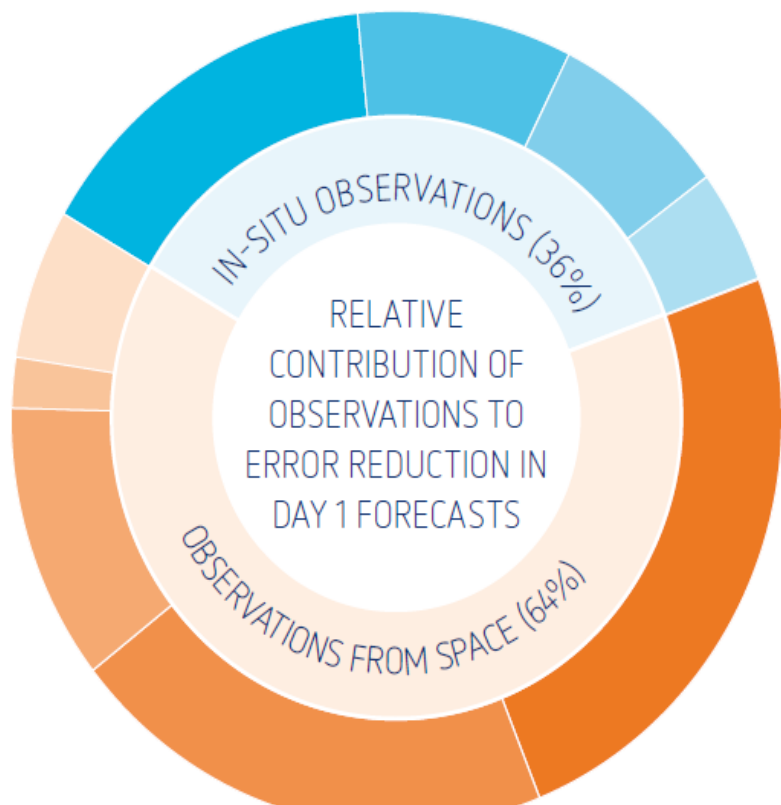 IN-SITU OBSERVATIONS (36%)
RELATIVE
CONTRIBUTION OF
OBSERVATIONS TO
ERROR REDUCTION IN
DAY 1 FORECASTS
OBSERVATIONS FROM SPACE (64%)